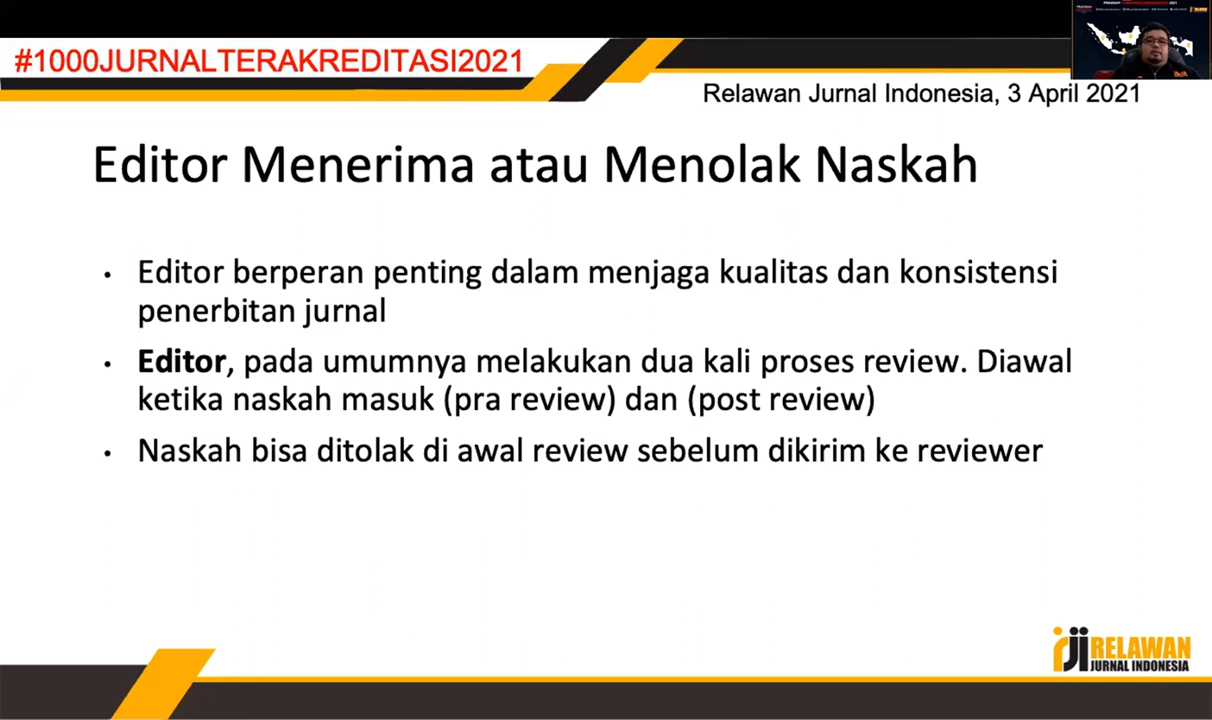 #1000JURNALTERAKREDITASI2021
Relawan Jurnal Indonesia, 3 April 2021
Editor Menerima atau Menolak Naskah
• Editor berperan penting dalam menjaga kualitas dan konsistensi
penerbitan jurnal
• Editor, pada umumnya melakukan dua kali proses review. Diawal
ketika naskah masuk (pra review) dan (post review)
• Naskah bisa ditolak di awal review sebelum dikirim ke reviewer
rji RELAWAN
JURNAL INDONESIA